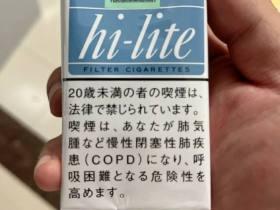 hi-lite
FILTER CIGARETTES
20歳未満の者の喫煙は、
法律で禁じられています。
喫煙は、あなたが肺気
腫など慢性閉塞性肺疾
患（COPD）になり、呼
吸困難となる危険性を
高めます。